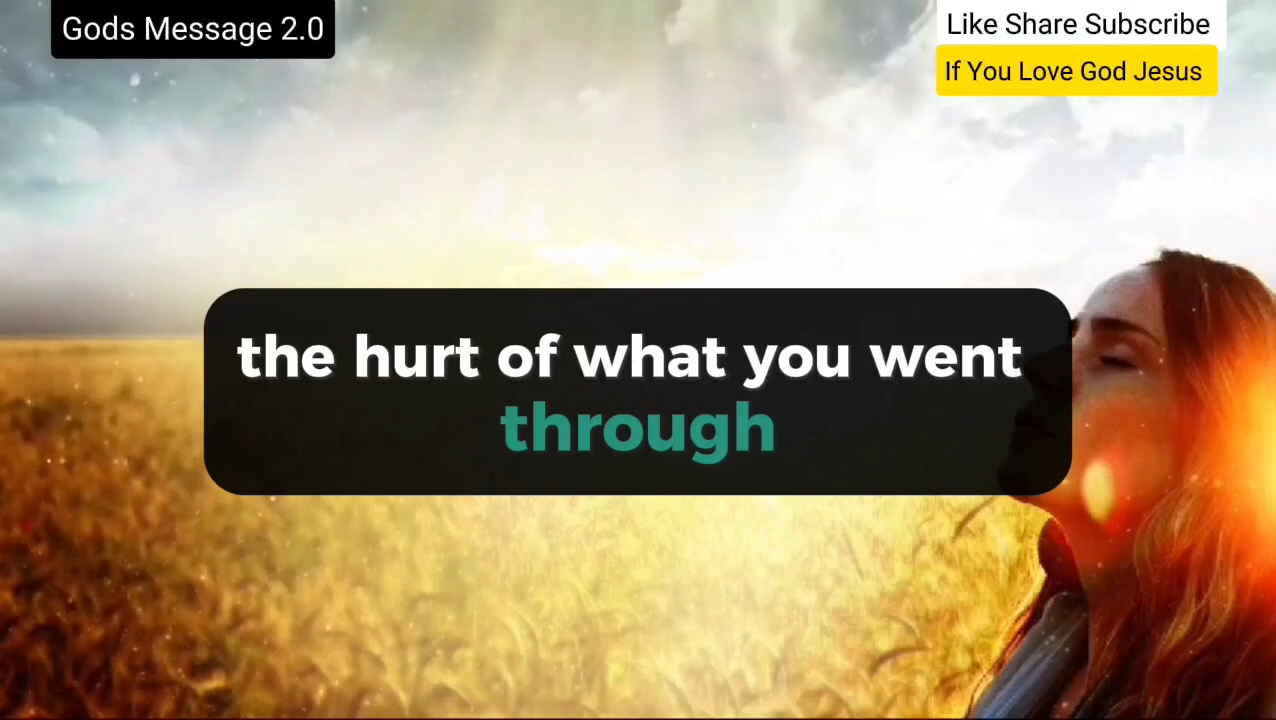 Gods Message 2.0
Like Share Subscribe
If You Love God Jesus
the hurt of what you went
through